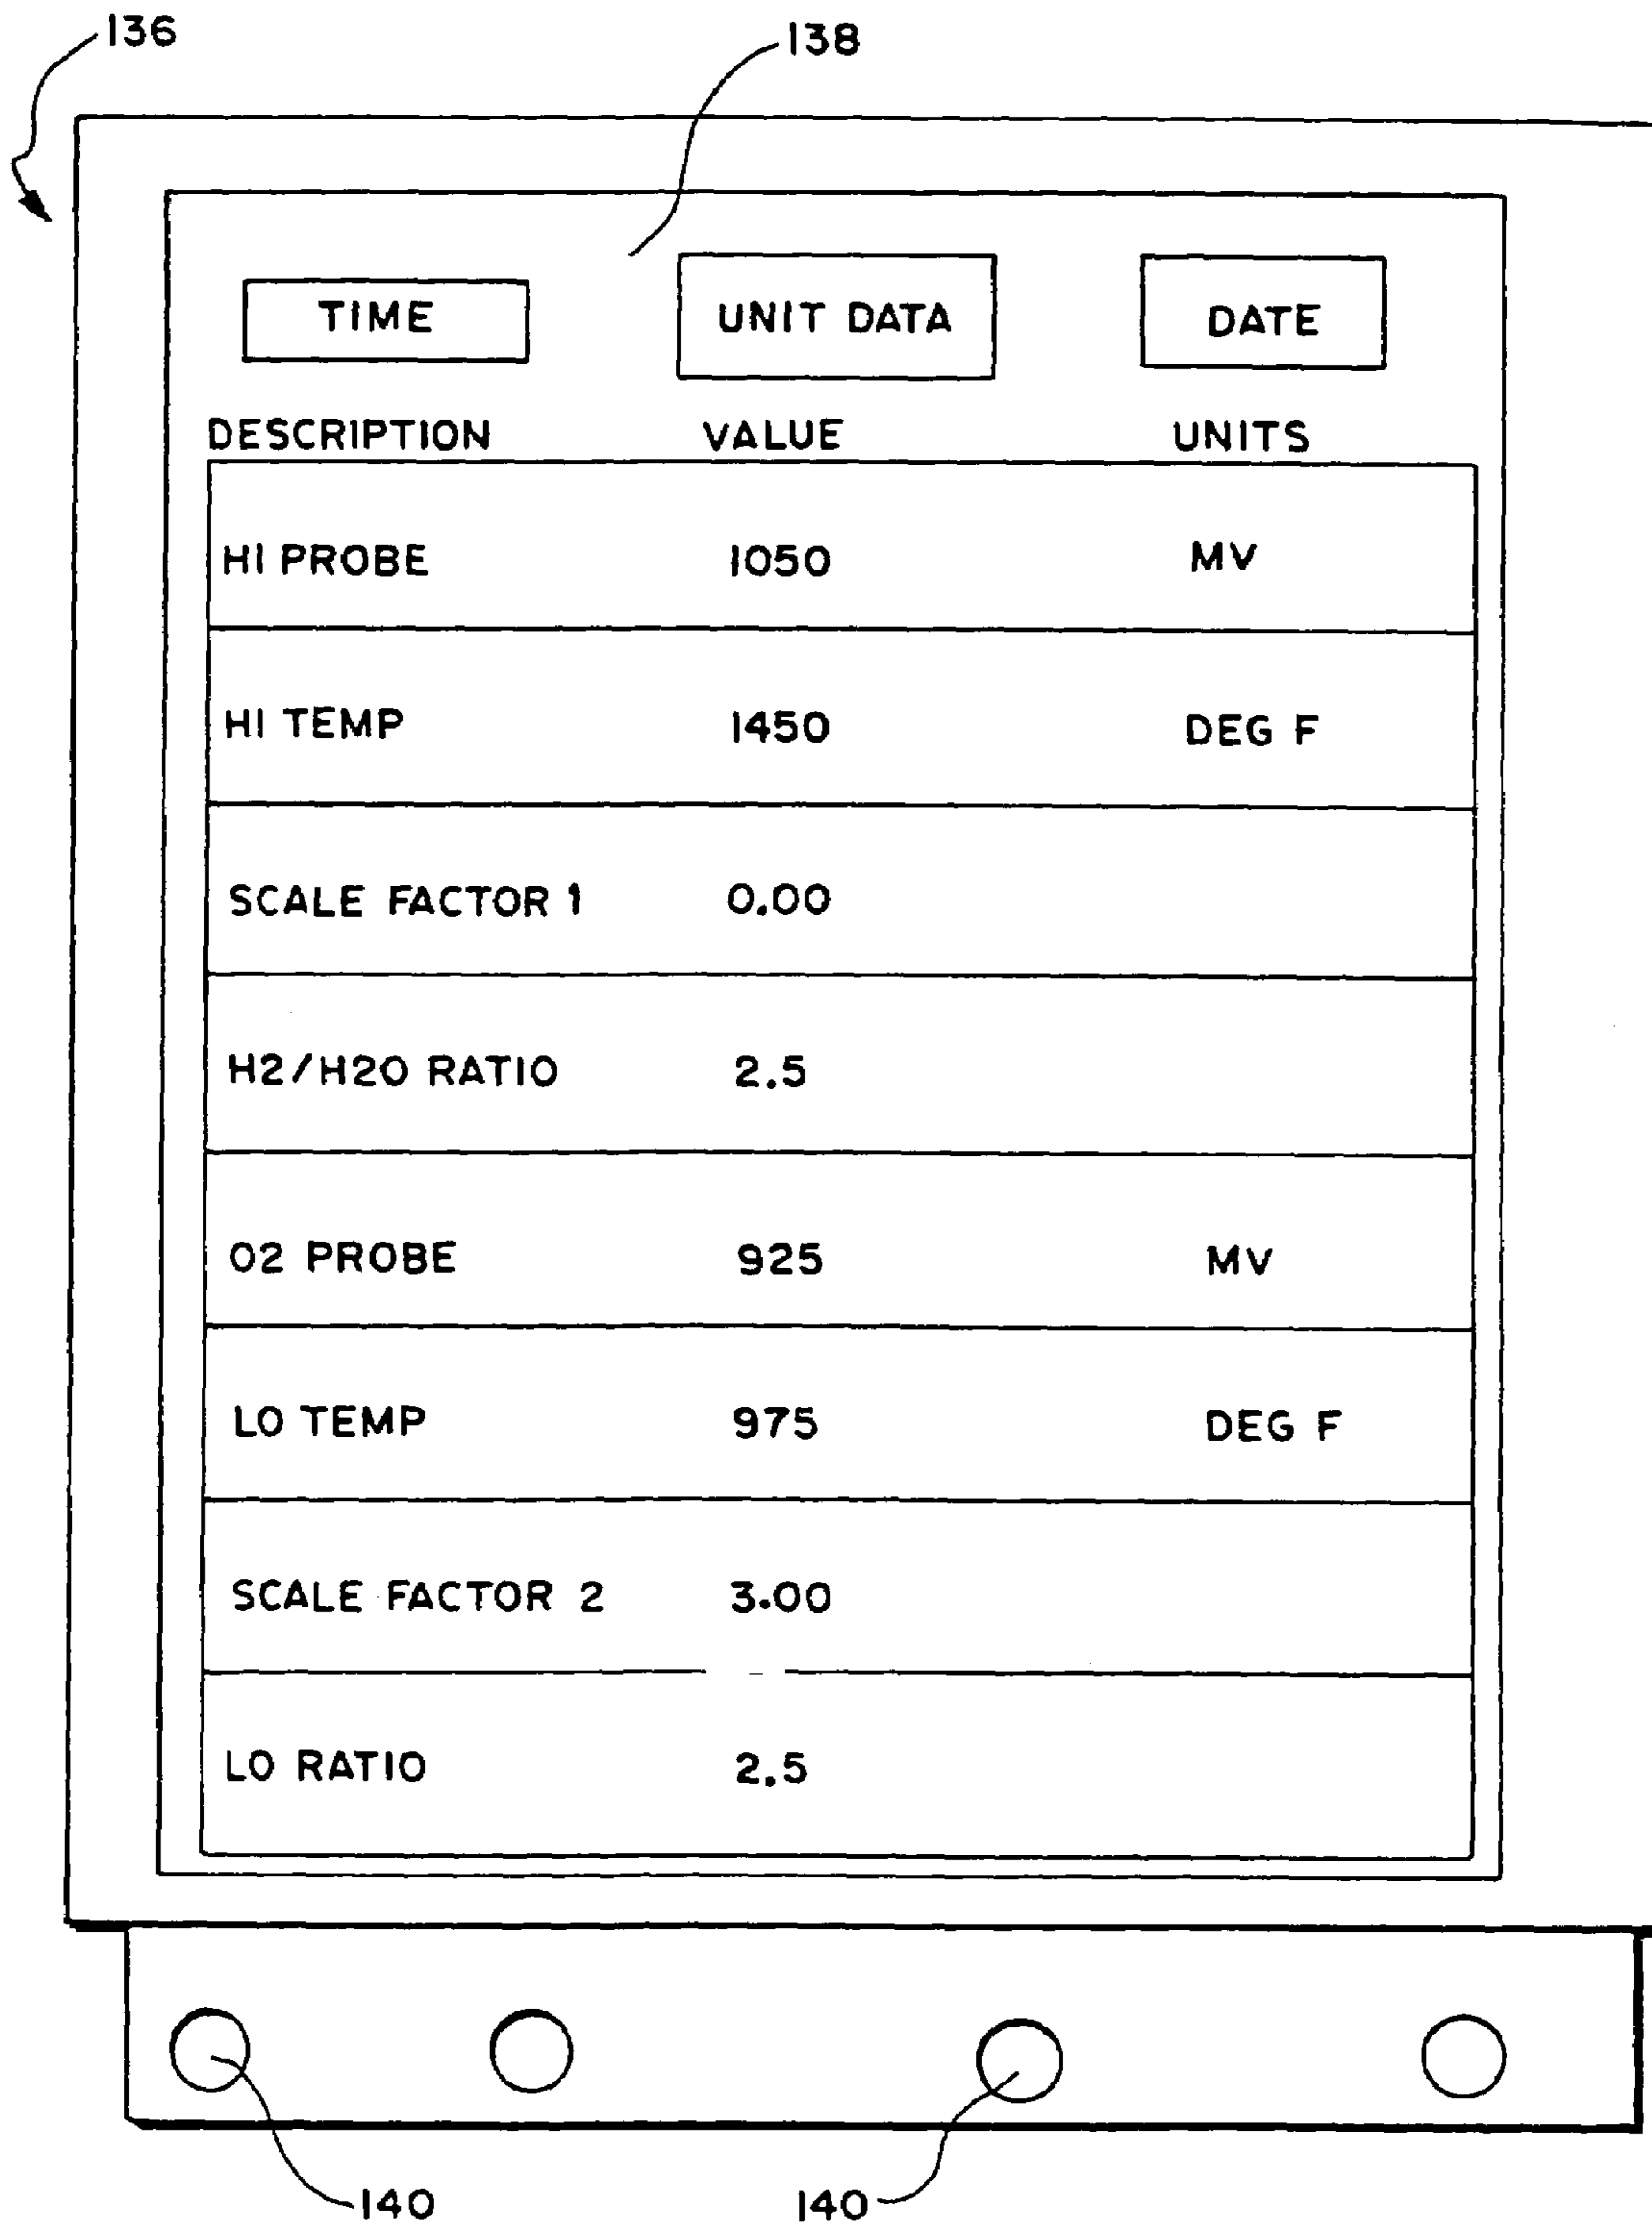 136
138
TIME UNIT DATA DATE
DESCRIPTION VALUE UNITS
HI PROBE 1050 MV
HI TEMP 1450 DEG F
SCALE FACTOR 1 0.00
H2/H2O RATIO 2.5
O2 PROBE 925 MV
LO TEMP 975 DEG F
SCALE FACTOR 2 3.00
LO RATIO 2.5
140 140